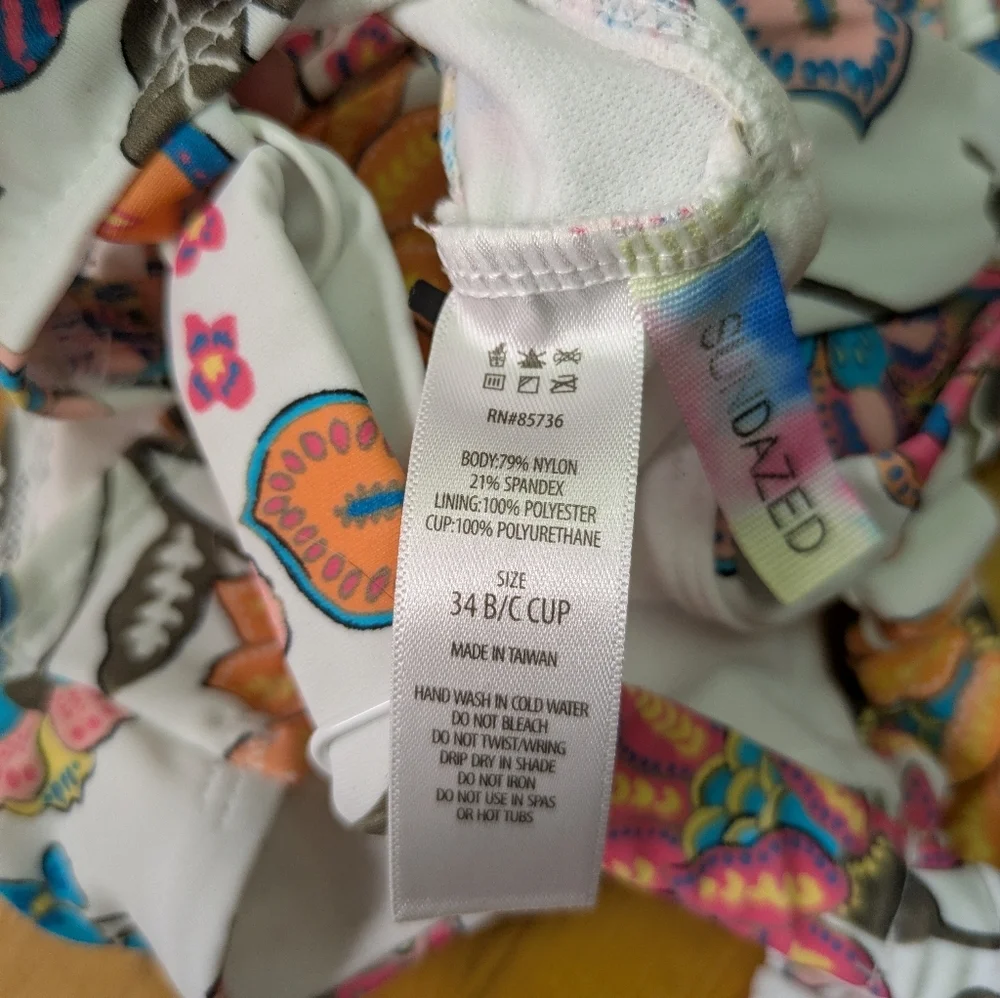 RN#85736
BODY:79% NYLON
21% SPANDEX
LINING:100% POLYESTER
CUP:100% POLYURETHANE
SIZE
34 B/C CUP
MADE IN TAIWAN
HAND WASH IN COLD WATER
DO NOT BLEACH
DO NOT TWIST/WRING
DRIP DRY IN SHADE
DO NOT IRON
DO NOT USE IN SPAS
OR HOT TUBS
SUNDAZED